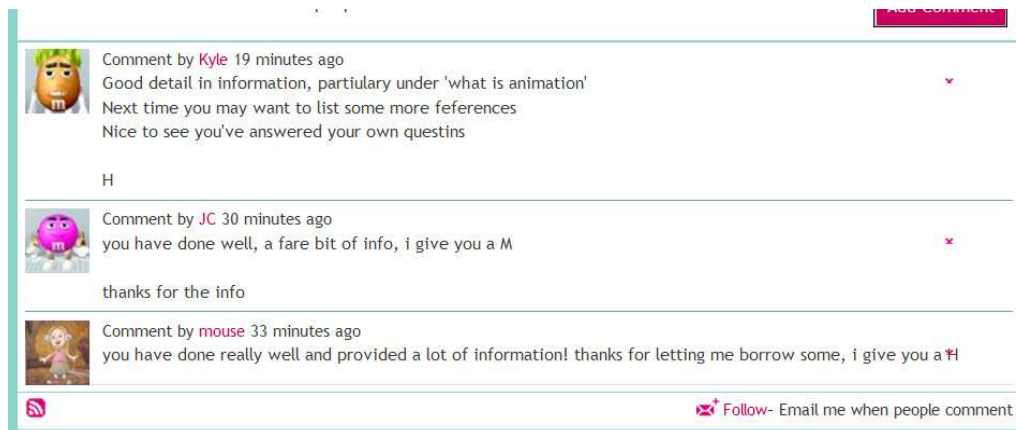 Add Comment
Comment by Kyle 19 minutes ago
Good detail in information, partiulary under 'what is animation'
Next time you may want to list some more feferences
Nice to see you've answered your own questins
H
Comment by JC 30 minutes ago
you have done well, a fare bit of info, i give you a M
thanks for the info
Comment by mouse 33 minutes ago
you have done really well and provided a lot of information! thanks for letting me borrow some, i give you a H
Follow- Email me when people comment